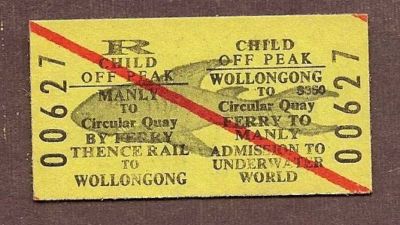 00627
R
CHILD
OFF PEAK
MANLY
TO
Circular Quay
BY FERRY
THENCE RAIL
TO
WOLLONGONG
CHILD
OFF PEAK
WOLLONGONG
TO S350
Circular Quay
FERRY TO
MANLY
ADMISSION TO
UNDERWATER
WORLD
00627